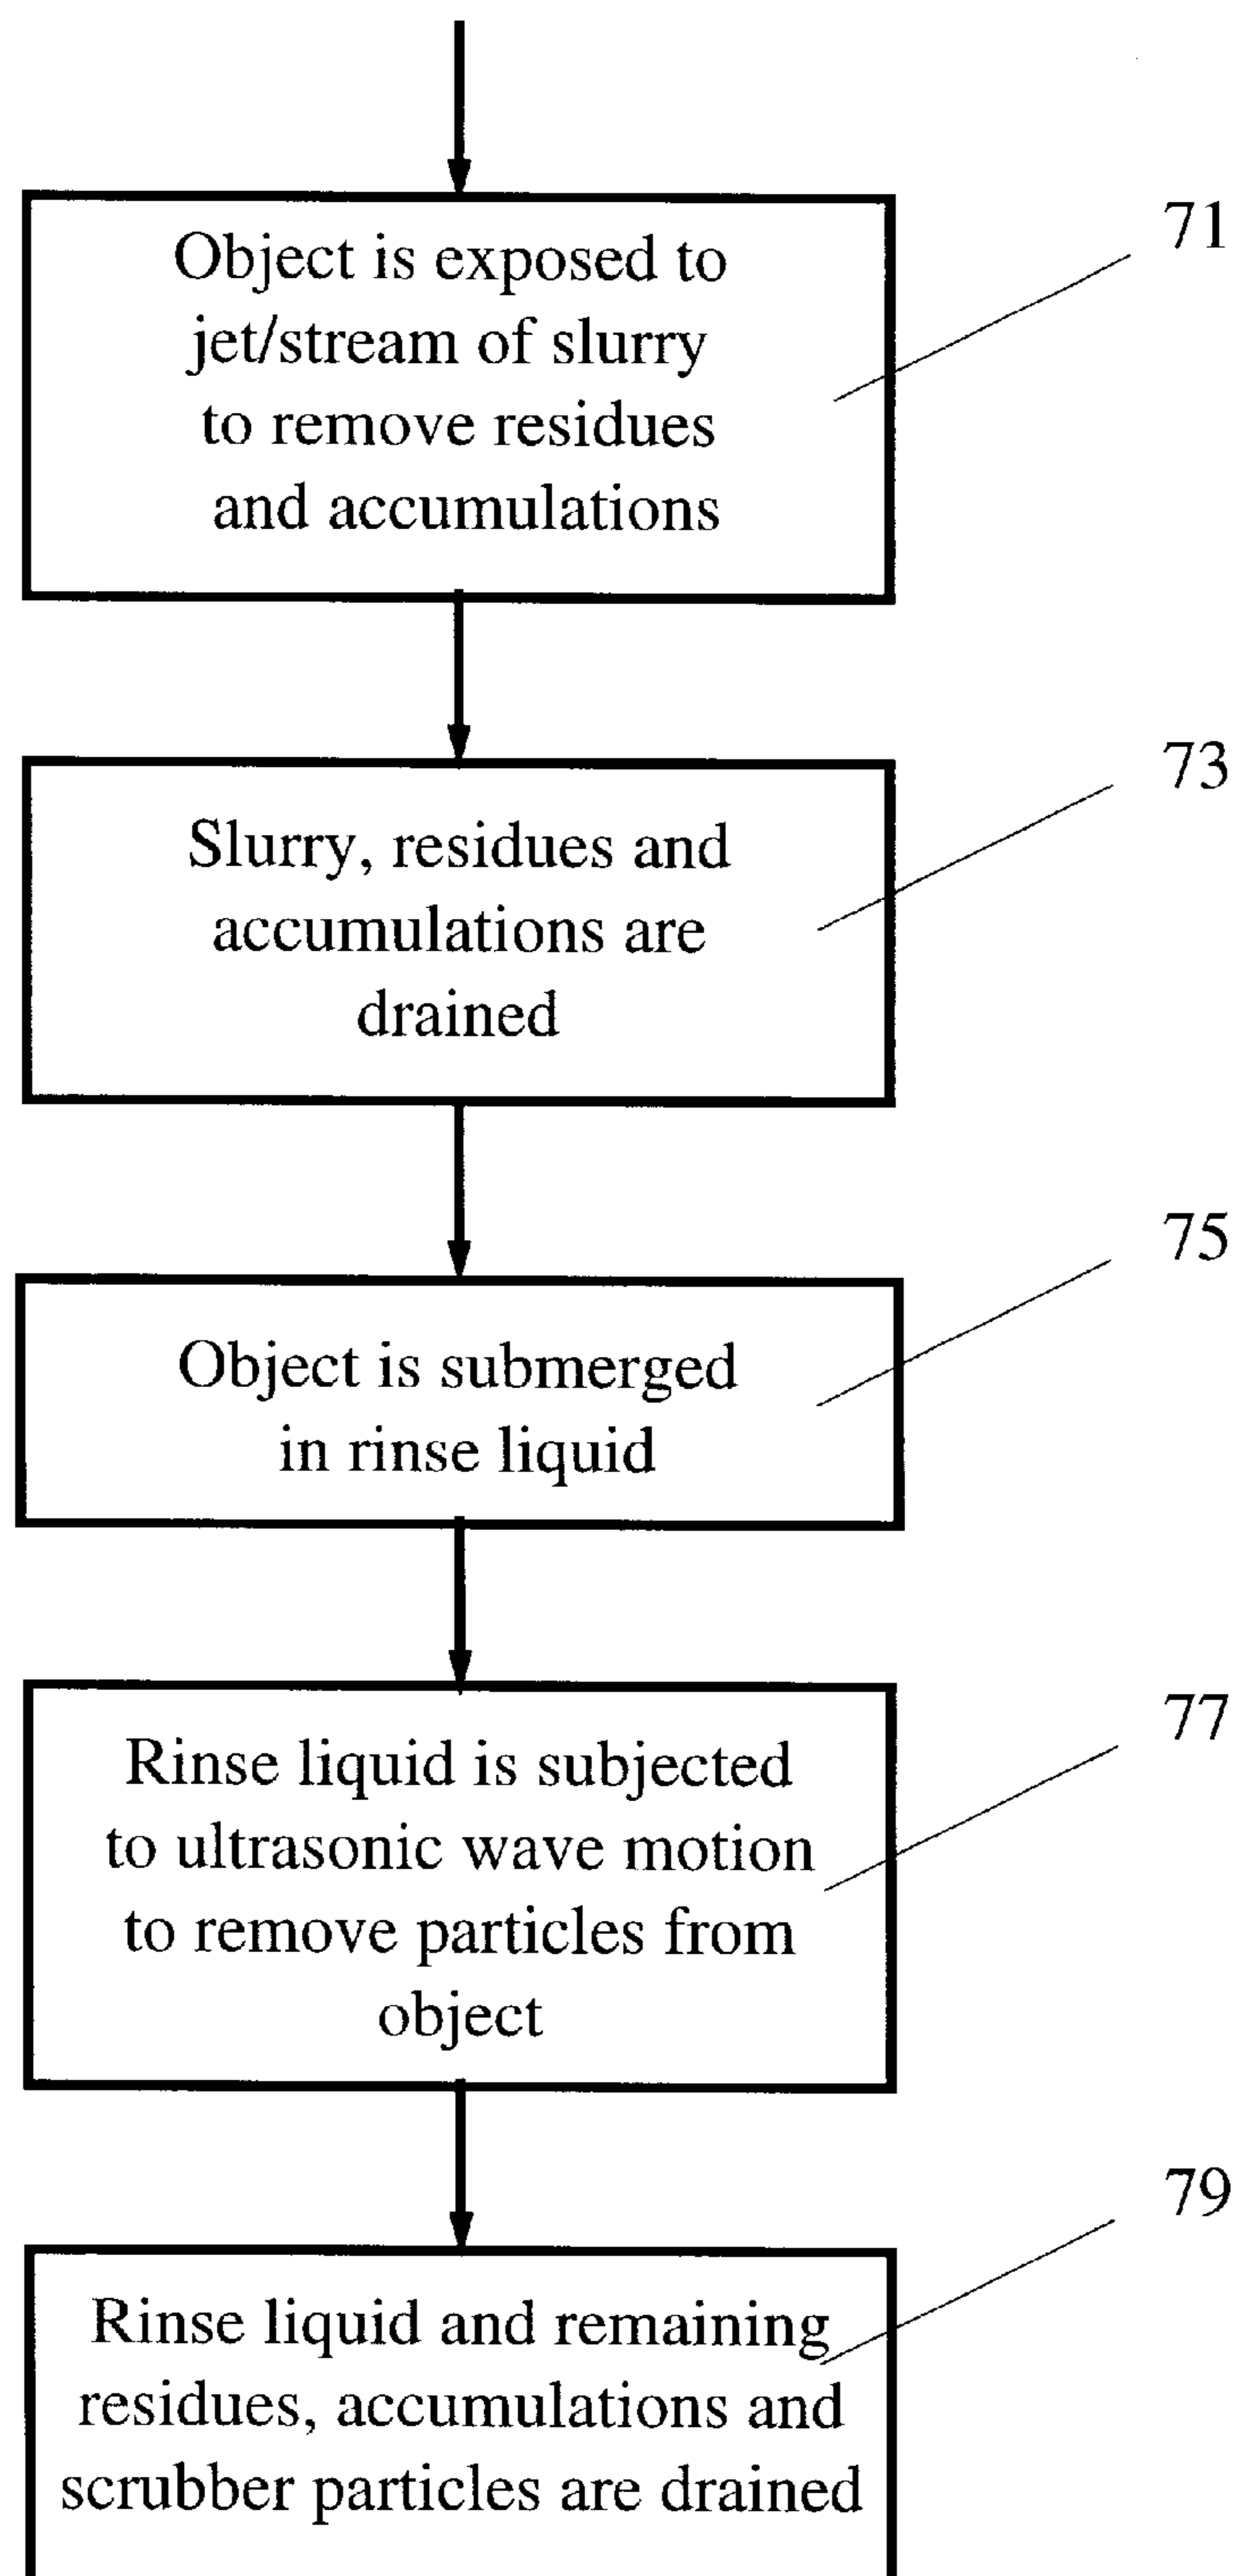 71
Object is exposed to
jet/stream of slurry
to remove residues
and accumulations
73
Slurry, residues and
accumulations are
drained
75
Object is submerged
in rinse liquid
77
Rinse liquid is subjected
to ultrasonic wave motion
to remove particles from
object
79
Rinse liquid and remaining
residues, accumulations and
scrubber particles are drained